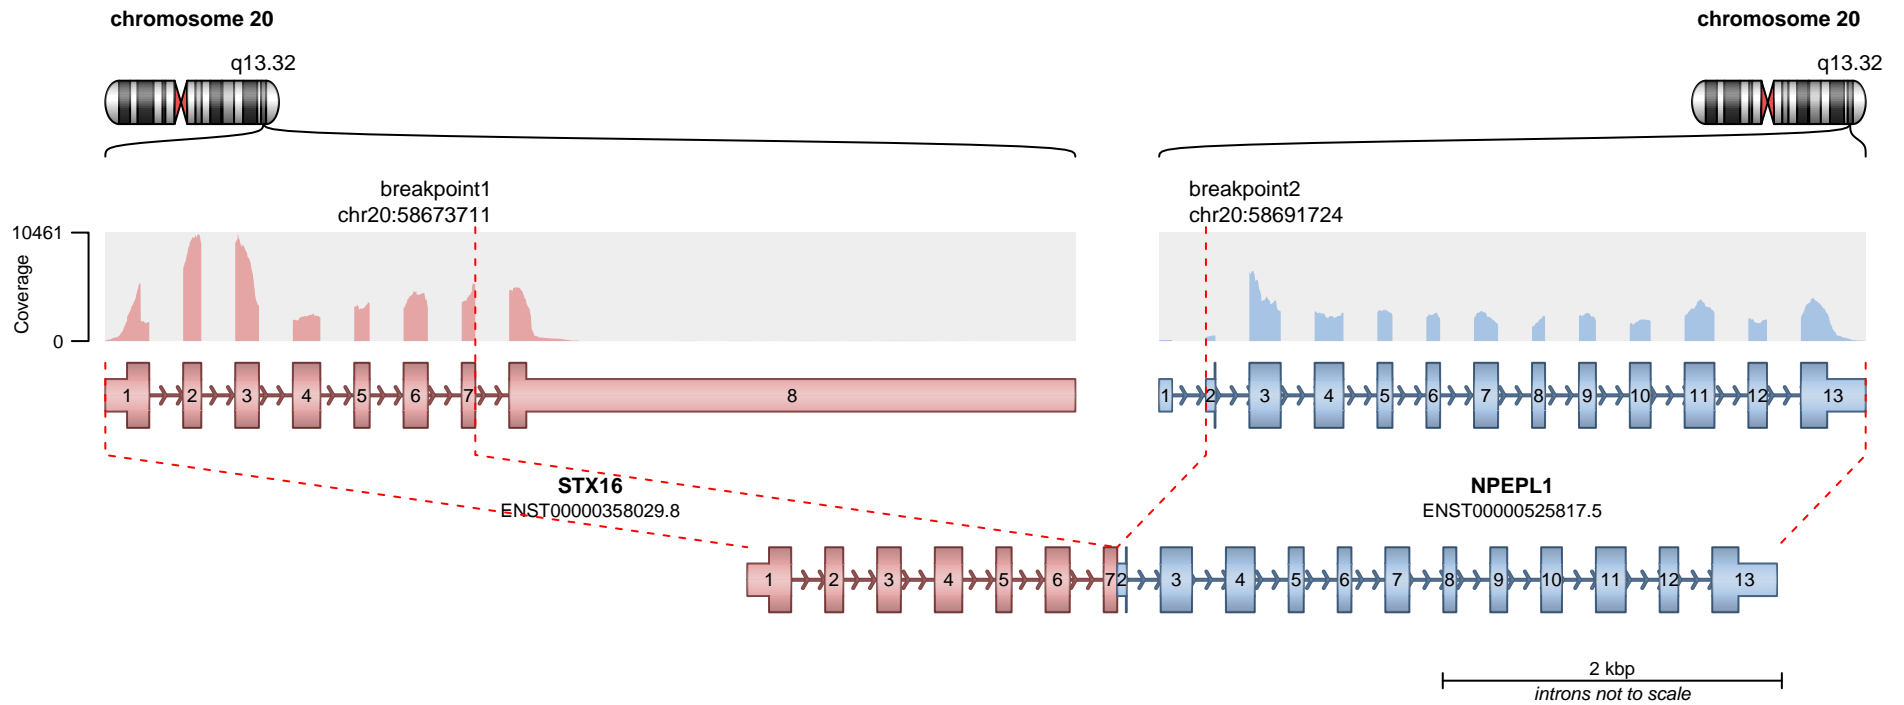 chromosome 20
chromosome 20
q13.32
q13.32
breakpoint1
chr20:58673711
breakpoint2
chr20:58691724
10461
Coverage
0
1 2 3 4 5 6 7 8
1 2 3 4 5 6 7 8 9 10 11 12 13
STX16
ENST00000358029.8
NPEPL1
ENST00000525817.5
1 2 3 4 5 6 7 2 3 4 5 6 7 8 9 10 11 12 13
2 kbp
introns not to scale